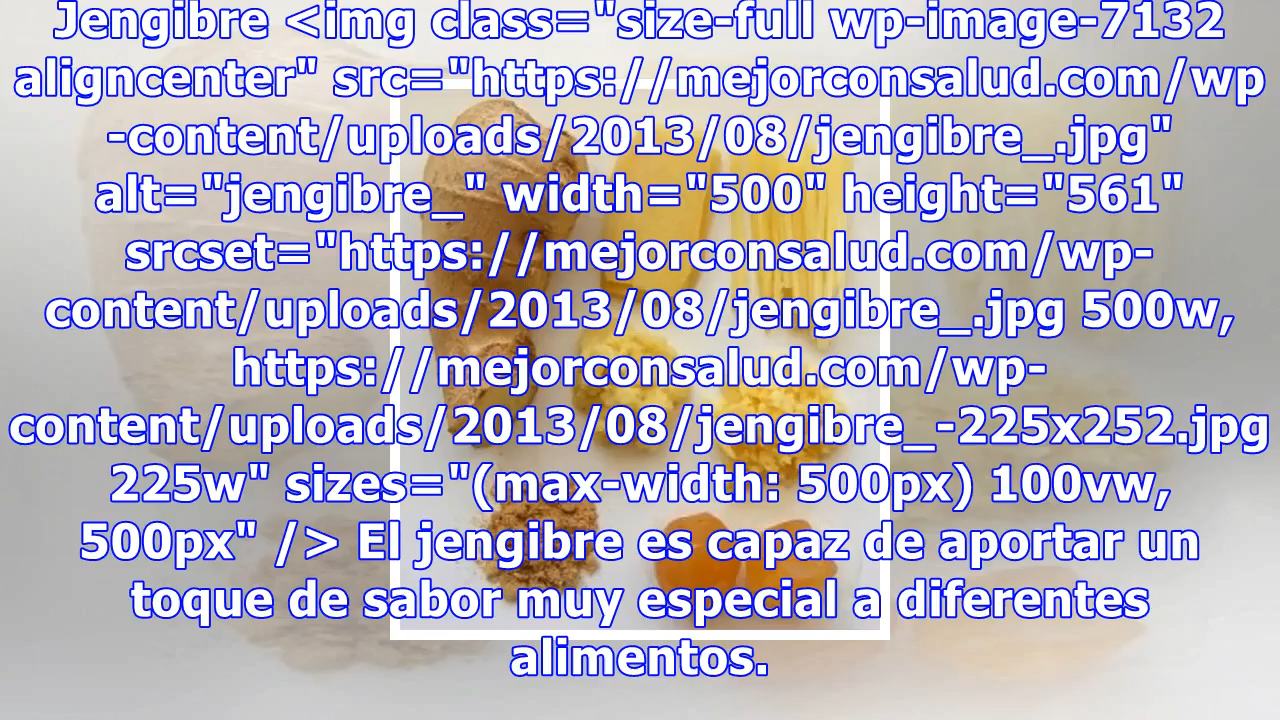 Jengibre <img class="size-full wp-image-7132
aligncenter" src="https://mejorconsalud.com/wp
-content/uploads/2013/08/jengibre_.jpg"
alt="jengibre_" width="500" height="561"
srcset="https://mejorconsalud.com/wp-
content/uploads/2013/08/jengibre_.jpg 500w,
https://mejorconsalud.com/wp-
content/uploads/2013/08/jengibre_-225x252.jpg
225w" sizes="(max-width: 500px) 100vw,
500px" /> El jengibre es capaz de aportar un
toque de sabor muy especial a diferentes
alimentos.